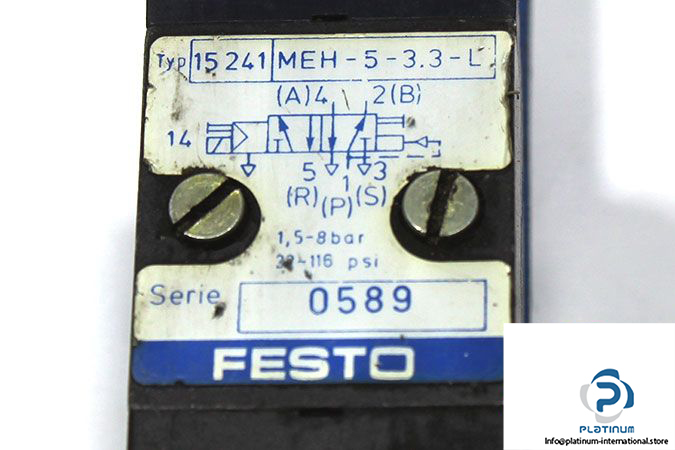 Typ 15 241 MEH - 5 - 3.3 - L
(A) 4 2 (B)
14
5 1 3
(R) (P) (S)
1,5-8bar
22-116 psi
Serie 0589
FESTO
PLATINUM
Info@platinum-international.store